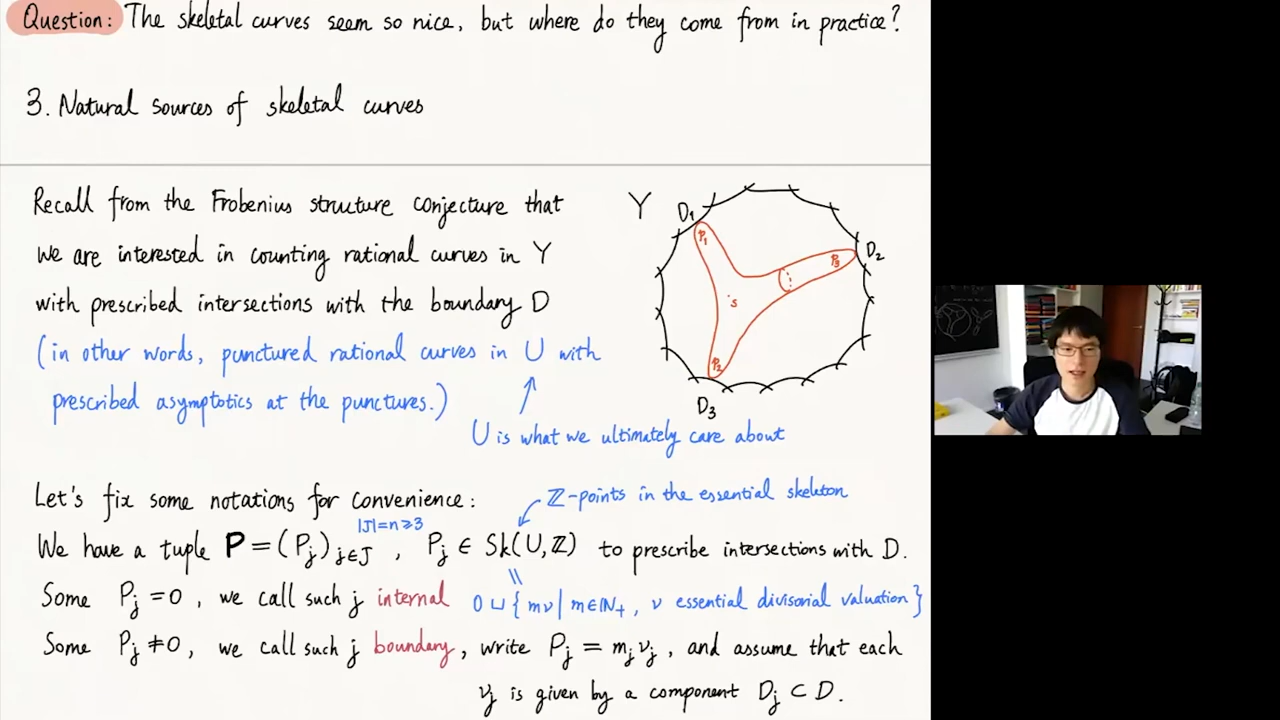 Question: The skeletal curves seem so nice, but where do they come from in practice?
3. Natural sources of skeletal curves
Recall from the Frobenius structure conjecture that
we are interested in counting rational curves in Y
with prescribed intersections with the boundary D
(in other words, punctured rational curves in U with
prescribed asymptotics at the punctures.)
U is what we ultimately care about
Y
D₁
D₂
D₃
p₁
p₃
s
p₂
Let's fix some notations for convenience:
ℤ-points in the essential skeleton
|J|=n≥3
We have a tuple P = (Pⱼ)ⱼ∈J , Pⱼ ∈ Sk(U,ℤ) to prescribe intersections with D.
Some Pⱼ = 0, we call such j internal
0 ⊔ { mν | m∈ℕ₊, ν essential divisorial valuation }
Some Pⱼ ≠ 0, we call such j boundary, write Pⱼ = mⱼνⱼ, and assume that each
νⱼ is given by a component Dⱼ ⊂ D.